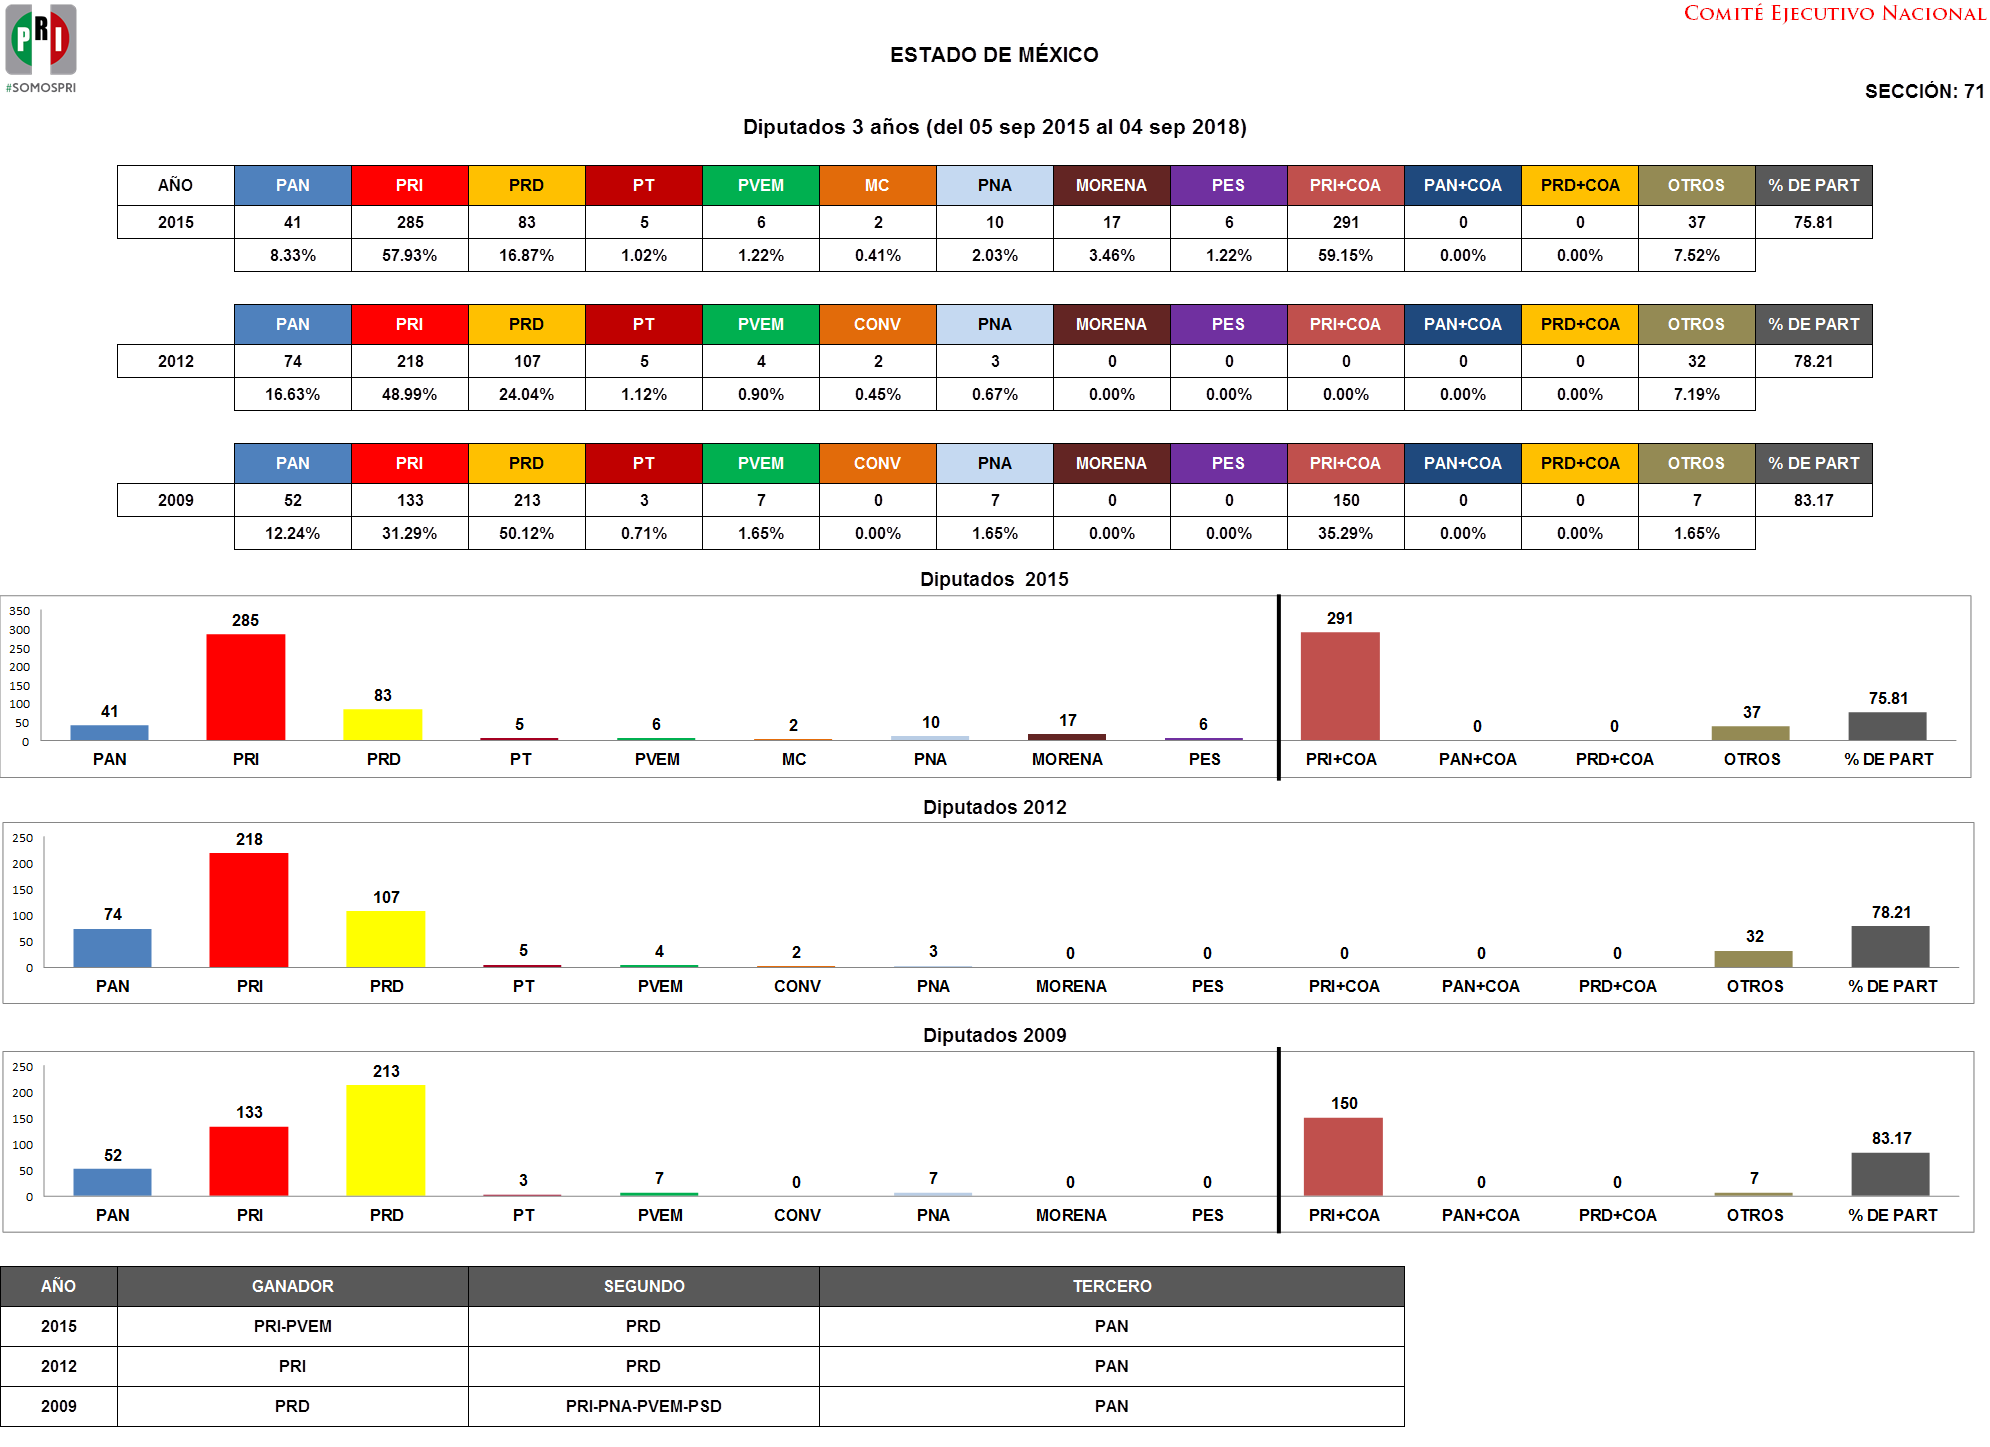 PRI
#SOMOSPRI
COMITÉ EJECUTIVO NACIONAL
ESTADO DE MÉXICO
SECCIÓN: 71
Diputados 3 años (del 05 sep 2015 al 04 sep 2018)
AÑO PAN PRI PRD PT PVEM MC PNA MORENA PES PRI+COA PAN+COA PRD+COA OTROS % DE PART
2015 41 285 83 5 6 2 10 17 6 291 0 0 37 75.81
8.33% 57.93% 16.87% 1.02% 1.22% 0.41% 2.03% 3.46% 1.22% 59.15% 0.00% 0.00% 7.52%
PAN PRI PRD PT PVEM CONV PNA MORENA PES PRI+COA PAN+COA PRD+COA OTROS % DE PART
2012 74 218 107 5 4 2 3 0 0 0 0 0 32 78.21
16.63% 48.99% 24.04% 1.12% 0.90% 0.45% 0.67% 0.00% 0.00% 0.00% 0.00% 0.00% 7.19%
PAN PRI PRD PT PVEM CONV PNA MORENA PES PRI+COA PAN+COA PRD+COA OTROS % DE PART
2009 52 133 213 3 7 0 7 0 0 150 0 0 7 83.17
12.24% 31.29% 50.12% 0.71% 1.65% 0.00% 1.65% 0.00% 0.00% 35.29% 0.00% 0.00% 1.65%
Diputados 2015
350
300
250
200
150
100
50
0
41 285 83 5 6 2 10 17 6 291 0 0 37 75.81
PAN PRI PRD PT PVEM MC PNA MORENA PES PRI+COA PAN+COA PRD+COA OTROS % DE PART
Diputados 2012
250
200
150
100
50
0
74 218 107 5 4 2 3 0 0 0 0 0 32 78.21
PAN PRI PRD PT PVEM CONV PNA MORENA PES PRI+COA PAN+COA PRD+COA OTROS % DE PART
Diputados 2009
250
200
150
100
50
0
52 133 213 3 7 0 7 0 0 150 0 0 7 83.17
PAN PRI PRD PT PVEM CONV PNA MORENA PES PRI+COA PAN+COA PRD+COA OTROS % DE PART
AÑO GANADOR SEGUNDO TERCERO
2015 PRI-PVEM PRD PAN
2012 PRI PRD PAN
2009 PRD PRI-PNA-PVEM-PSD PAN